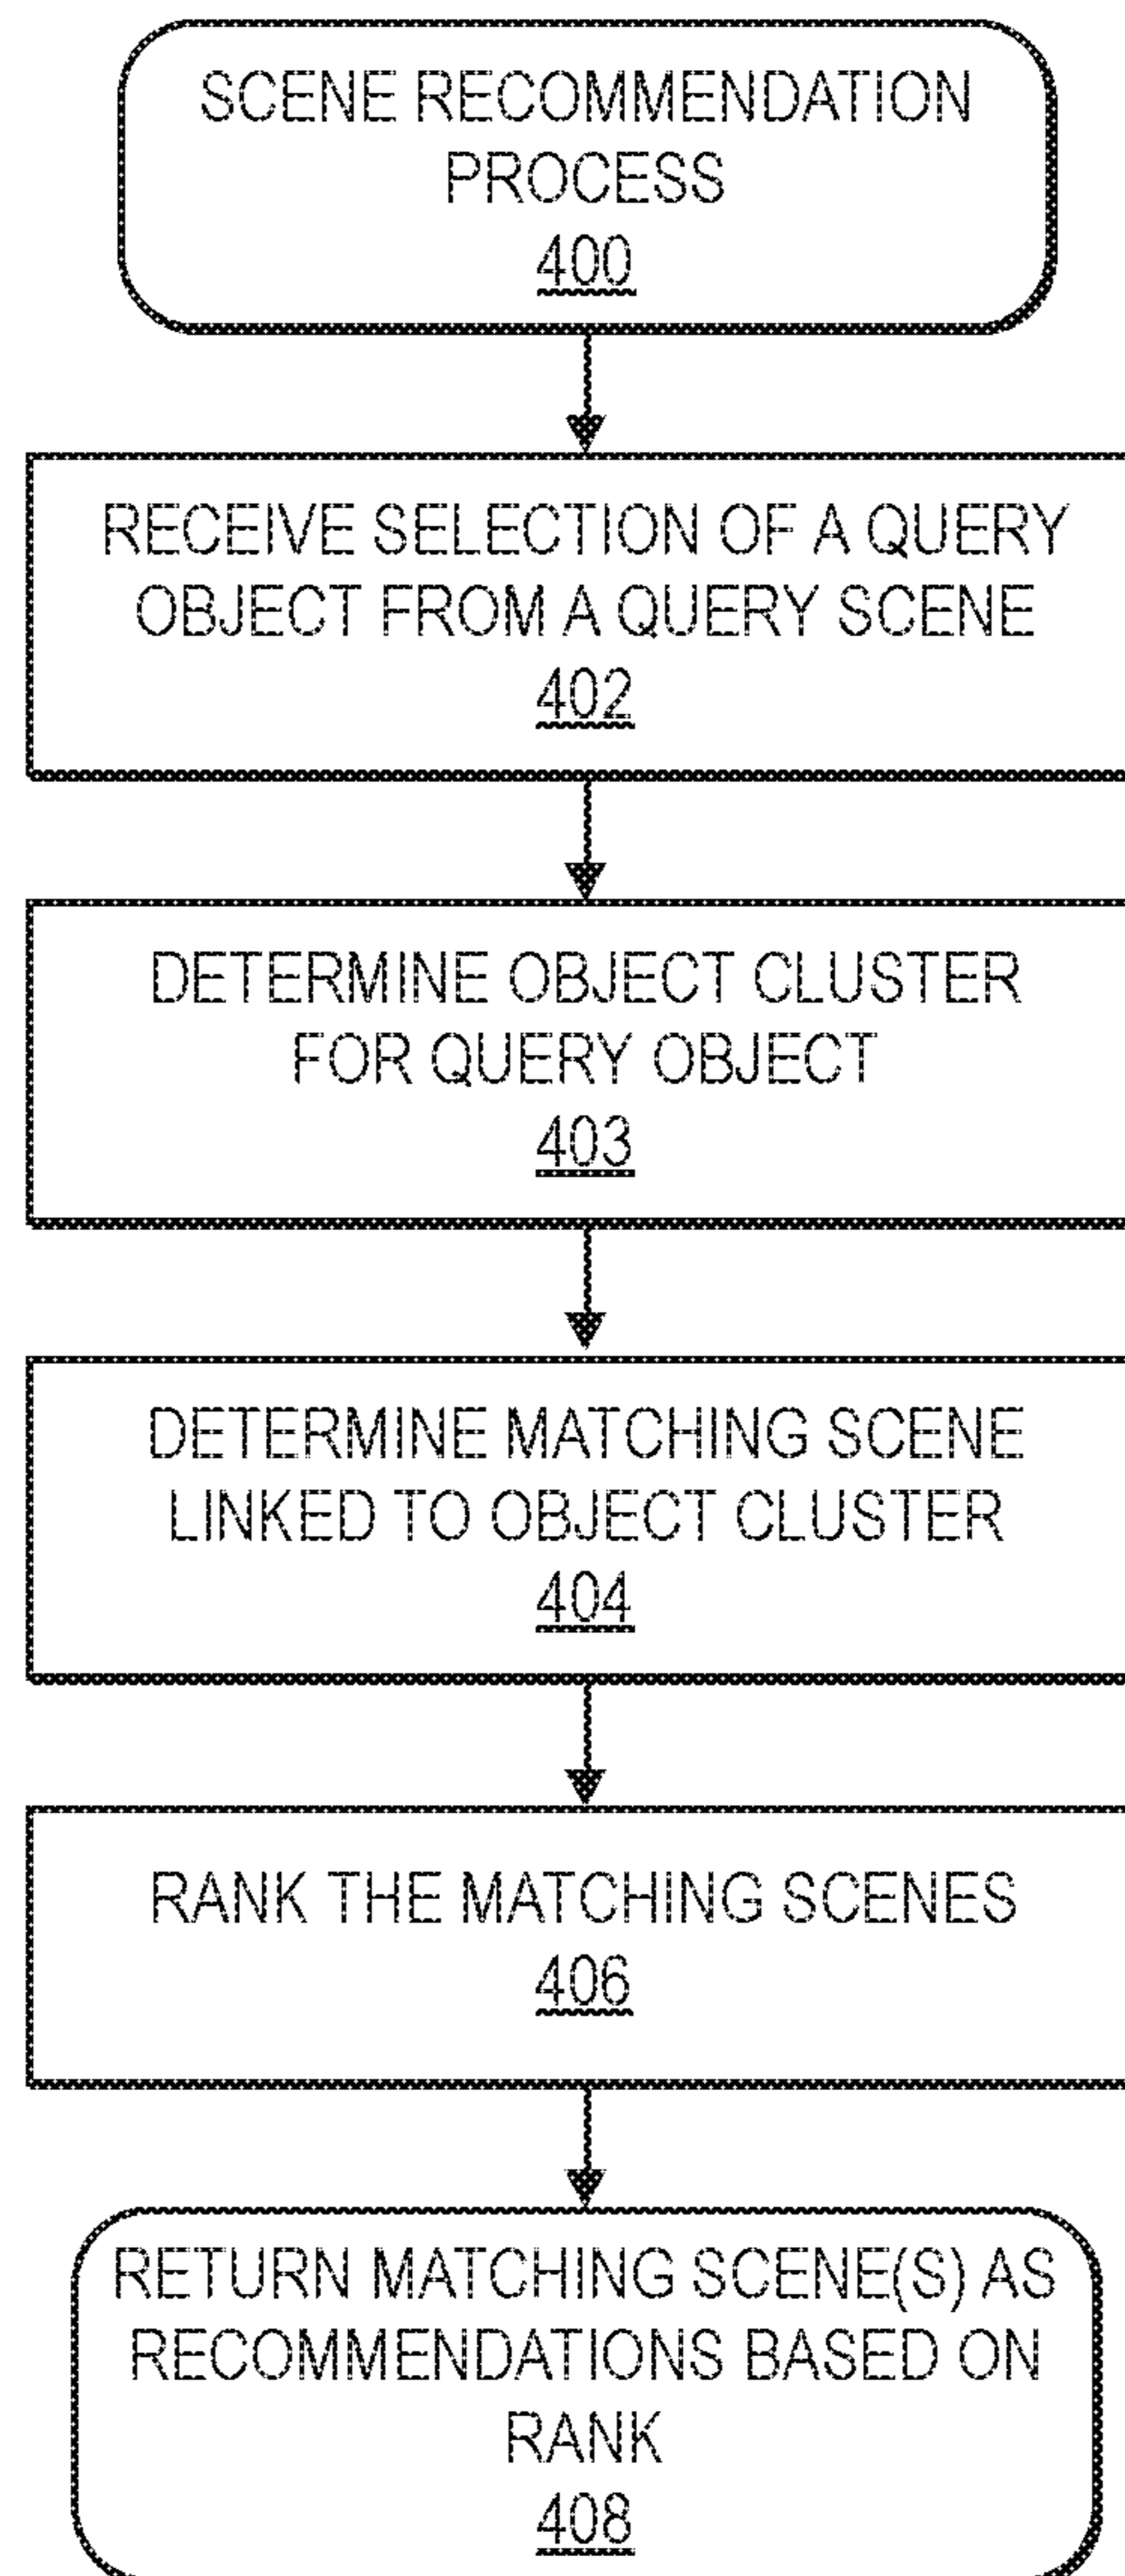 SCENE RECOMMENDATION
PROCESS
400
RECEIVE SELECTION OF A QUERY
OBJECT FROM A QUERY SCENE
402
DETERMINE OBJECT CLUSTER
FOR QUERY OBJECT
403
DETERMINE MATCHING SCENE
LINKED TO OBJECT CLUSTER
404
RANK THE MATCHING SCENES
406
RETURN MATCHING SCENE(S) AS
RECOMMENDATIONS BASED ON
RANK
408